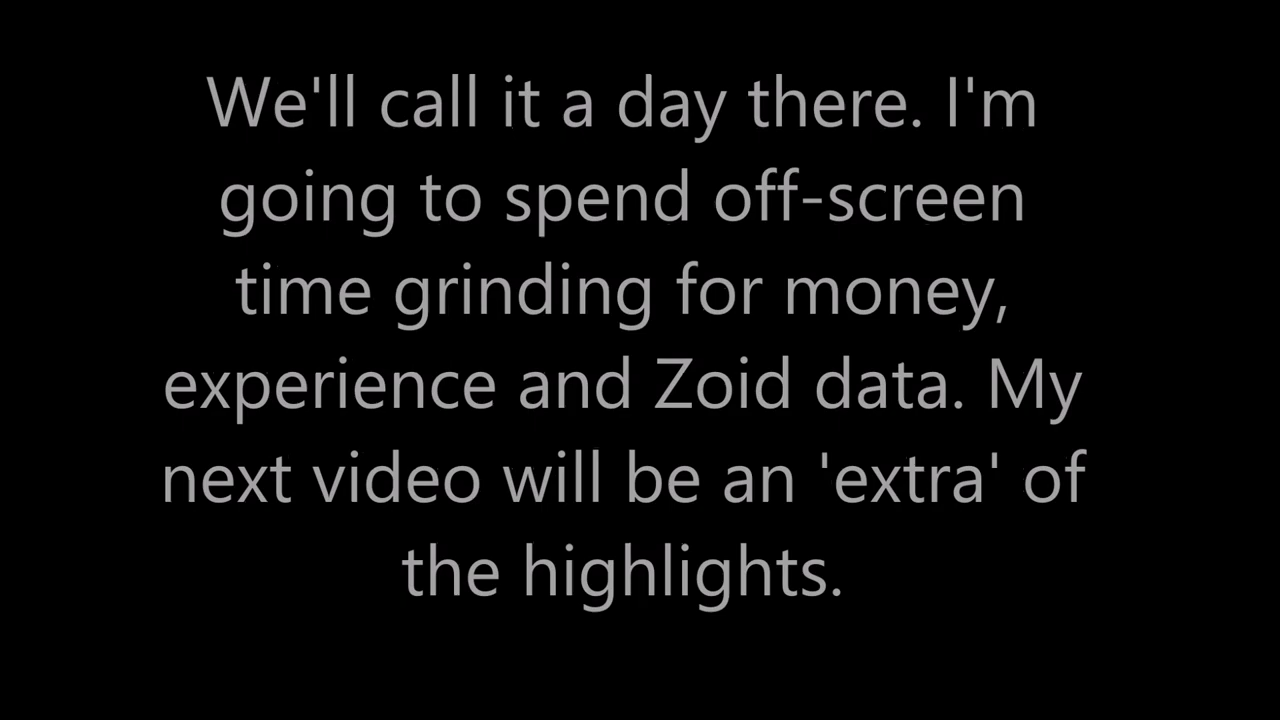 We'll call it a day there. I'm
going to spend off-screen
time grinding for money,
experience and Zoid data. My
next video will be an 'extra' of
the highlights.